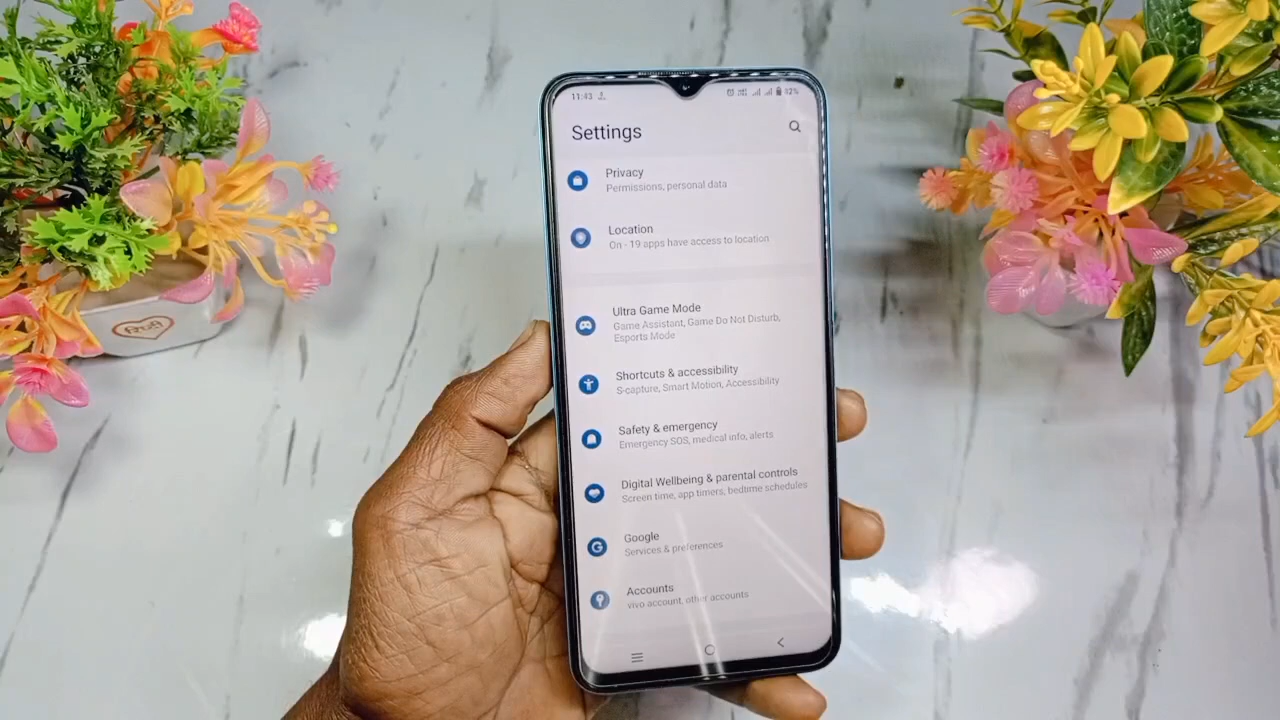 11:43
42%
Settings
Privacy
Permissions, personal data
Location
On - 19 apps have access to location
Ultra Game Mode
Game Assistant, Game Do Not Disturb,
Esports Mode
Shortcuts & accessibility
S-capture, Smart Motion, Accessibility
Safety & emergency
Emergency SOS, medical info, alerts
Digital Wellbeing & parental controls
Screen time, app timers, bedtime schedules
Google
Services & preferences
Accounts
vivo account, other accounts